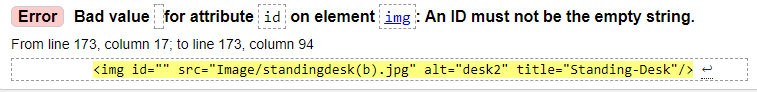 Error Bad value for attribute id on element img: An ID must not be the empty string.
From line 173, column 17; to line 173, column 94
<img id="" src="Image/standingdesk(b).jpg" alt="desk2" title="Standing-Desk"/> ↩